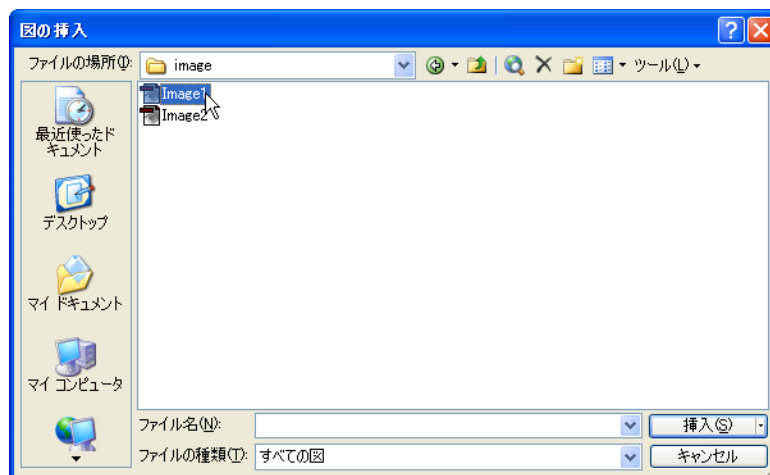 図の挿入
ファイルの場所(I):
image
ツール(L)
Image1
Image2
最近使ったド
キュメント
デスクトップ
マイ ドキュメント
マイ コンピュータ
ファイル名(N):
挿入(S)
ファイルの種類(T):
すべての図
キャンセル